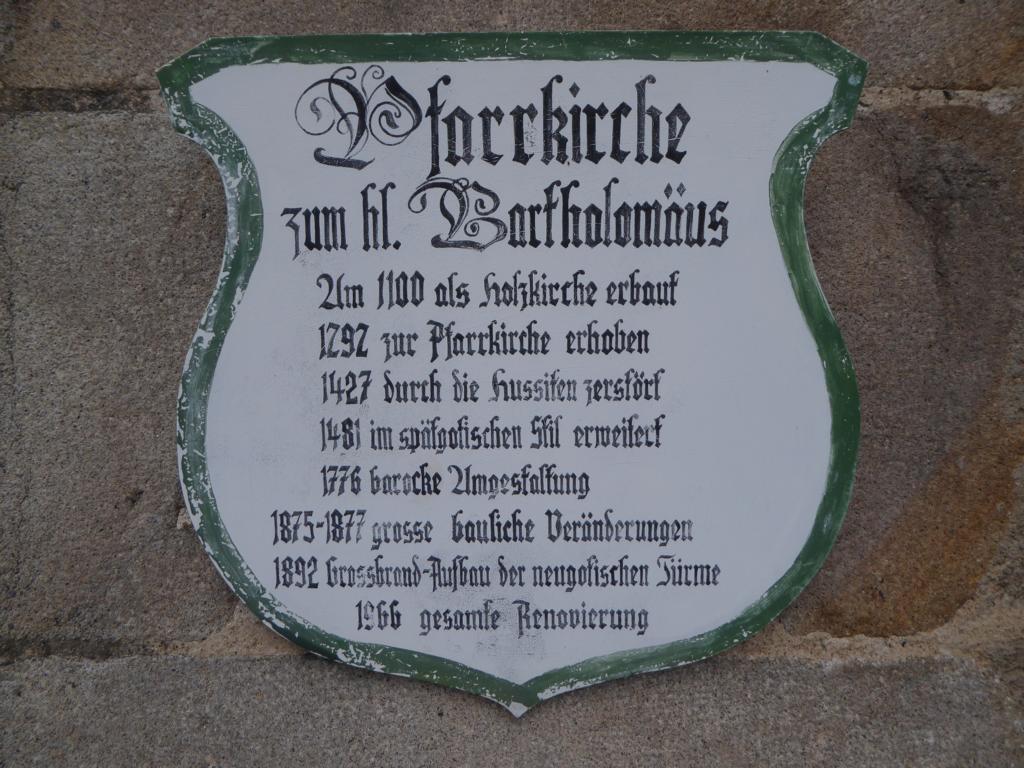 Pfarrkirche
zum hl. Bartholomäus
Um 1100 als Holzkirche erbaut
1292 zur Pfarrkirche erhoben
1427 durch die Hussiten zerstört
1481 im spätgotischen Stil erweitert
1776 barocke Umgestaltung
1875-1877 grosse bauliche Veränderungen
1892 Grossbrand-Aufbau der neugotischen Türme
1966 gesamte Renovierung